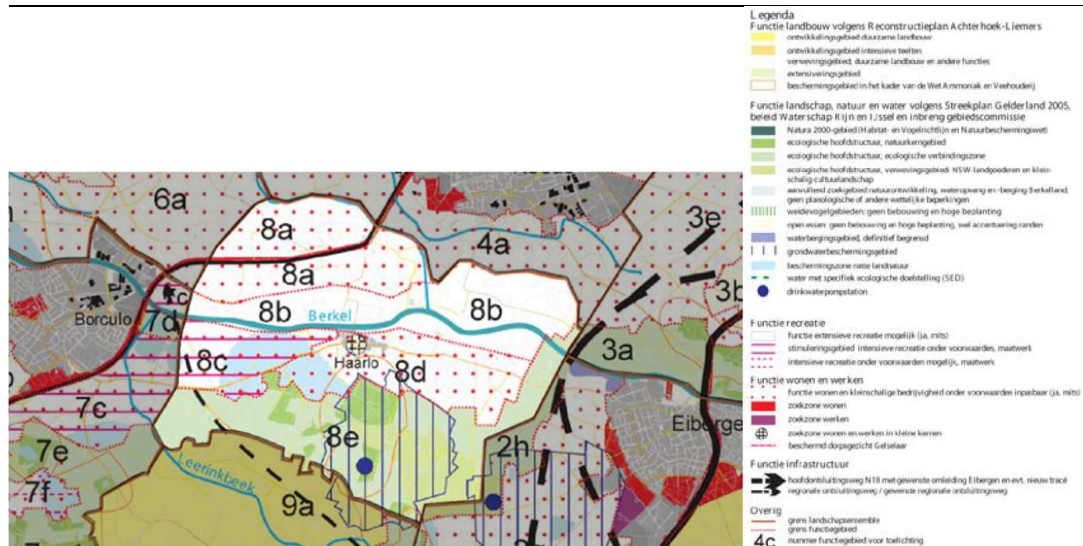 Legenda
Functie landbouw volgens Reconstructieplan Achterhoek-Liemers
ontwikkelingsgebied duurzame landbouw
ontwikkelingsgebied intensieve teelten
verwevingsgebied, duurzame landbouw en andere functies
extensiveringsgebied
beschermingsgebied in het kader van de Wet Ammoniak en Veehouderij
Functie landschap, natuur en water volgens Streekplan Gelderland 2005,
beleid Waterschap Rijn en IJssel en inbreng gebiedscommissie
Natura 2000-gebied (Habitat- en Vogelrichtlijn en Natuurbeschermingswet)
ecologische hoofdstructuur, natuurkerngebied
ecologische hoofdstructuur, ecologische verbindingszone
ecologische hoofdstructuur, verwevingsgebied: NSW-landgoederen en klein-
schalig cultuurlandschap
aanvullend zoekgebied natuurontwikkeling, wateropvang en -berging Berkelland;
geen planologische of andere wettelijke beperkingen
weidevogelgebieden: geen bebouwing en hoge beplanting
open essen: geen bebouwing en hoge beplanting, wel accentuering randen
waterbergingsgebied, definitief begrensd
grondwaterbeschermingsgebied
beschermingszone natte landnatuur
water met specifiek ecologische doelstelling (SED)
drinkwaterpompstation
Functie recreatie
functie extensieve recreatie mogelijk (ja, mits)
stimuleringsgebied intensieve recreatie onder voorwaarden, maatwerk
intensieve recreatie onder voorwaarden mogelijk, maatwerk
Functie wonen en werken
functie wonen en kleinschalige bedrijvigheid onder voorwaarden inpasbaar (ja, mits)
zoekzone wonen
zoekzone werken
zoekzone wonen en werken in kleine kernen
beschermd dorpsgezicht Gelselaar
Functie infrastructuur
hoofdontsluitingsweg N18 met gewenste omleiding Eibergen en evt. nieuw tracé
regionale ontsluitingsweg / gewenste regionale ontsluitingsweg
Overig
grens landschapsensemble
grens functiegebied
4c nummer functiegebied voor toelichting
6a
8a
4a
3e
8a
3b
7d
Borculo
8b
Berkel
8b
3a
8c
Haarlo
8d
7c
Eiberge
7e
8e
2h
7f
Leerinkbeek
9a